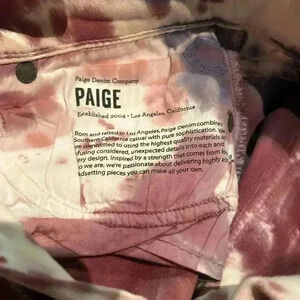 Paige Denim Company
PAIGE
Established 2004 • Los Angeles, California
Born and raised in Los Angeles, Paige Denim combines
Southern California casual with pure sophistication. We
are committed to using the highest quality materials and
infusing considered, unexpected details into each and
every design. Inspired by a strength that comes from
who we are, we're passionate about delivering highly
trendsetting pieces you can make all your own.